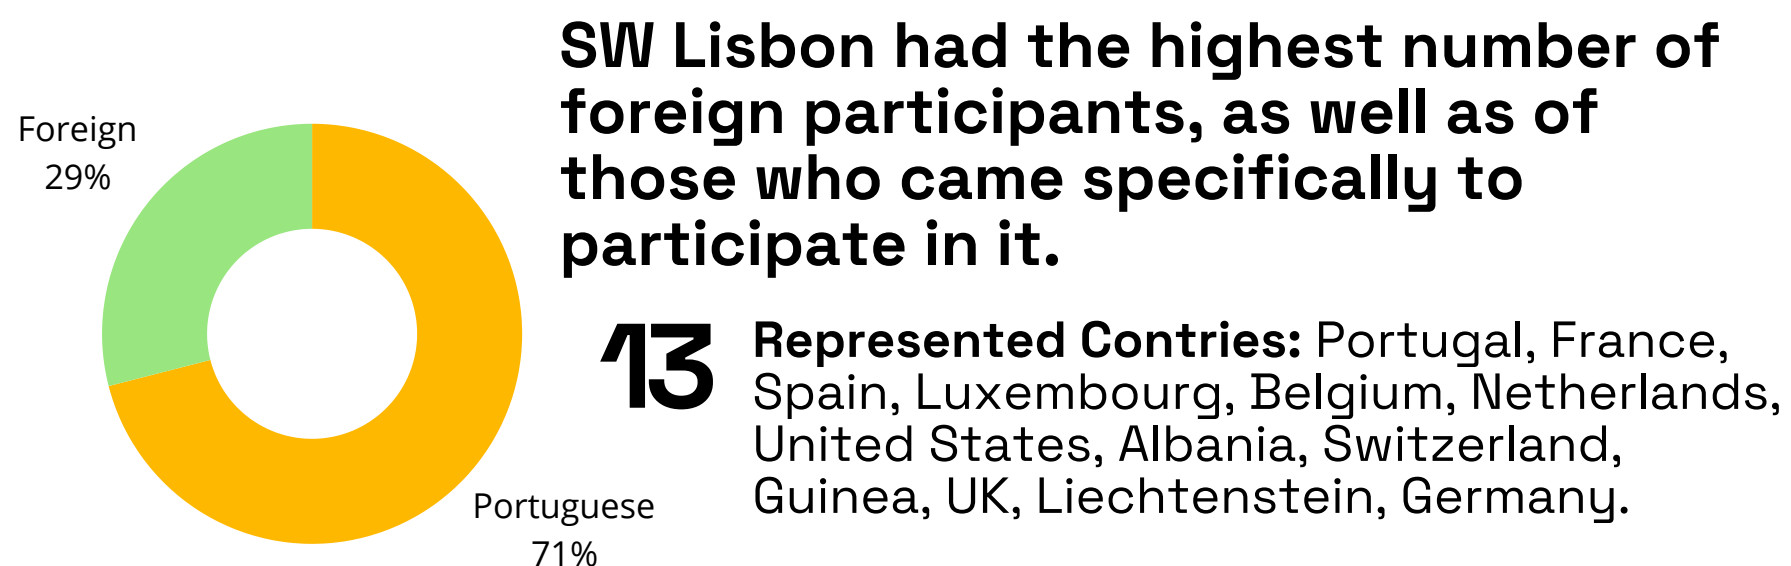 SW Lisbon had the highest number of
foreign participants, as well as of
those who came specifically to
participate in it.
Foreign
29%
Portuguese
71%
13
Represented Contries: Portugal, France,
Spain, Luxembourg, Belgium, Netherlands,
United States, Albania, Switzerland,
Guinea, UK, Liechtenstein, Germany.